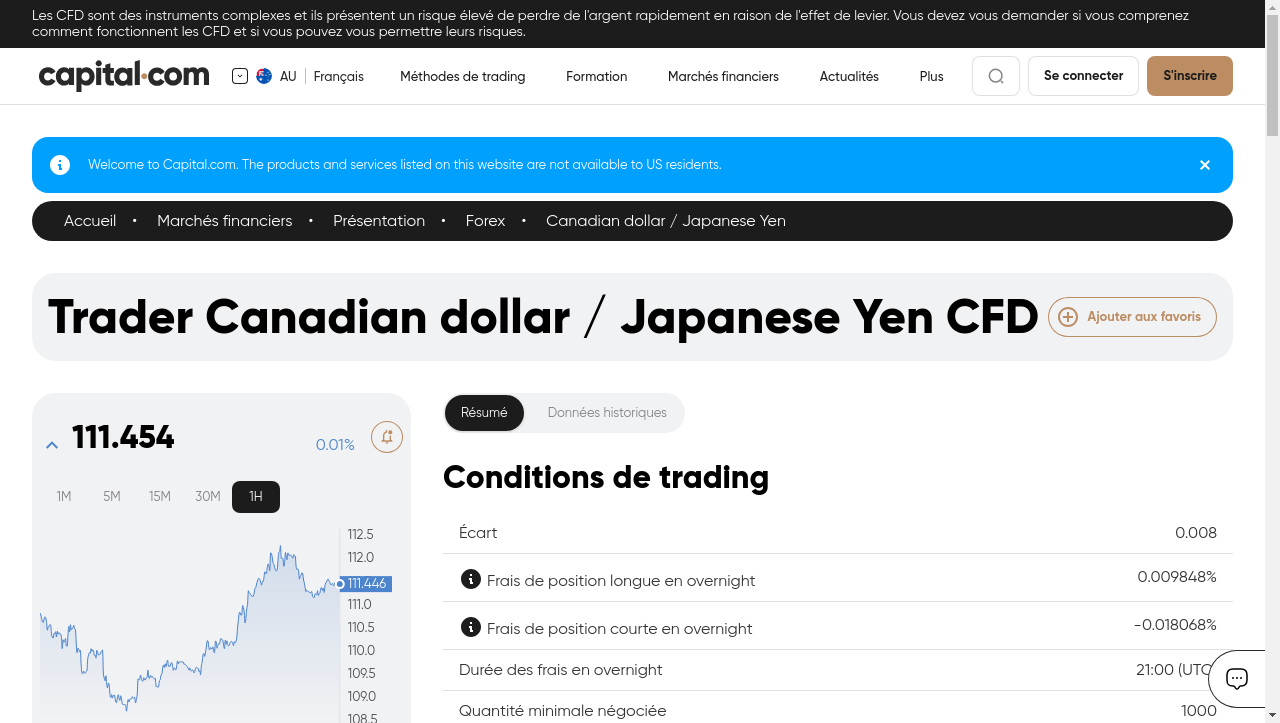 Les CFD sont des instruments complexes et ils présentent un risque élevé de perdre de l'argent rapidement en raison de l'effet de levier. Vous devez vous demander si vous comprenez
comment fonctionnent les CFD et si vous pouvez vous permettre leurs risques.
capital.com AU Français Méthodes de trading Formation Marchés financiers Actualités Plus Se connecter S'inscrire
Welcome to Capital.com. The products and services listed on this website are not available to US residents.
Accueil • Marchés financiers • Présentation • Forex • Canadian dollar / Japanese Yen
Trader Canadian dollar / Japanese Yen CFD Ajouter aux favoris
111.454 0.01%
1M 5M 15M 30M 1H
112.5
112.0
111.446
111.0
110.5
110.0
109.5
109.0
108.5
Résumé Données historiques
Conditions de trading
Écart 0.008
Frais de position longue en overnight 0.009848%
Frais de position courte en overnight -0.018068%
Durée des frais en overnight 21:00 (UTC)
Quantité minimale négociée 1000